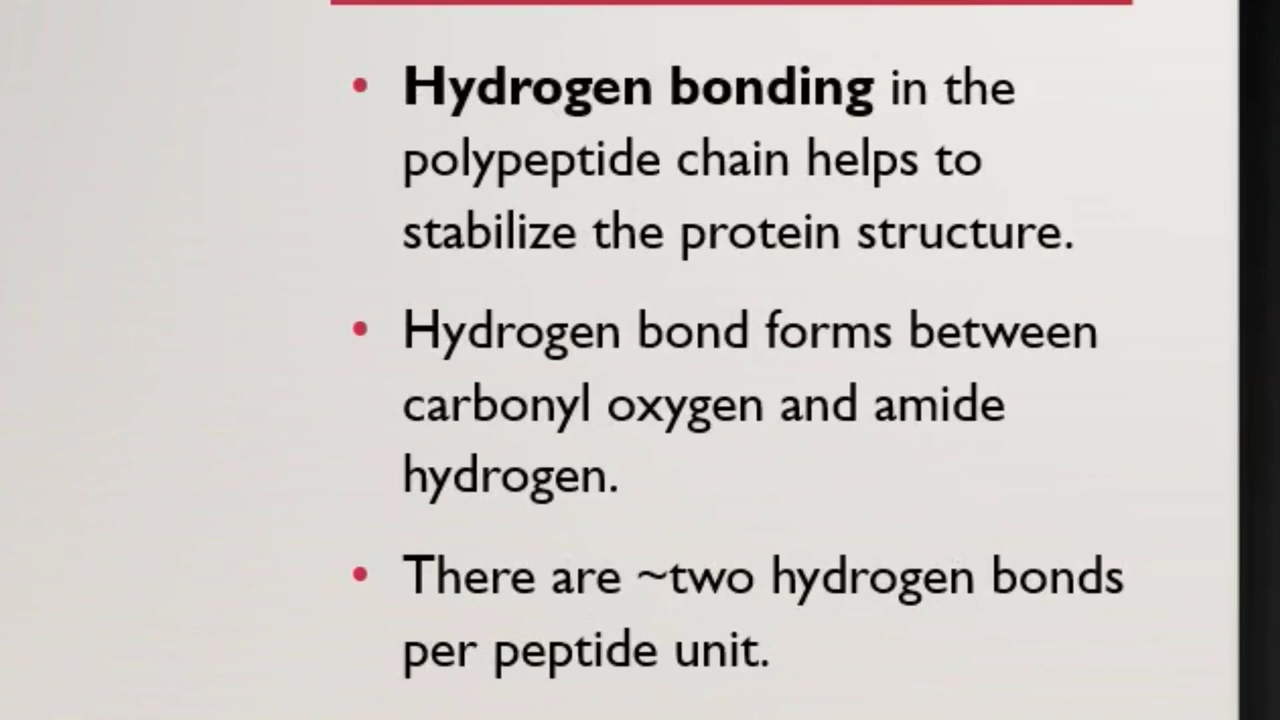 • Hydrogen bonding in the
polypeptide chain helps to
stabilize the protein structure.
• Hydrogen bond forms between
carbonyl oxygen and amide
hydrogen.
• There are ~two hydrogen bonds
per peptide unit.